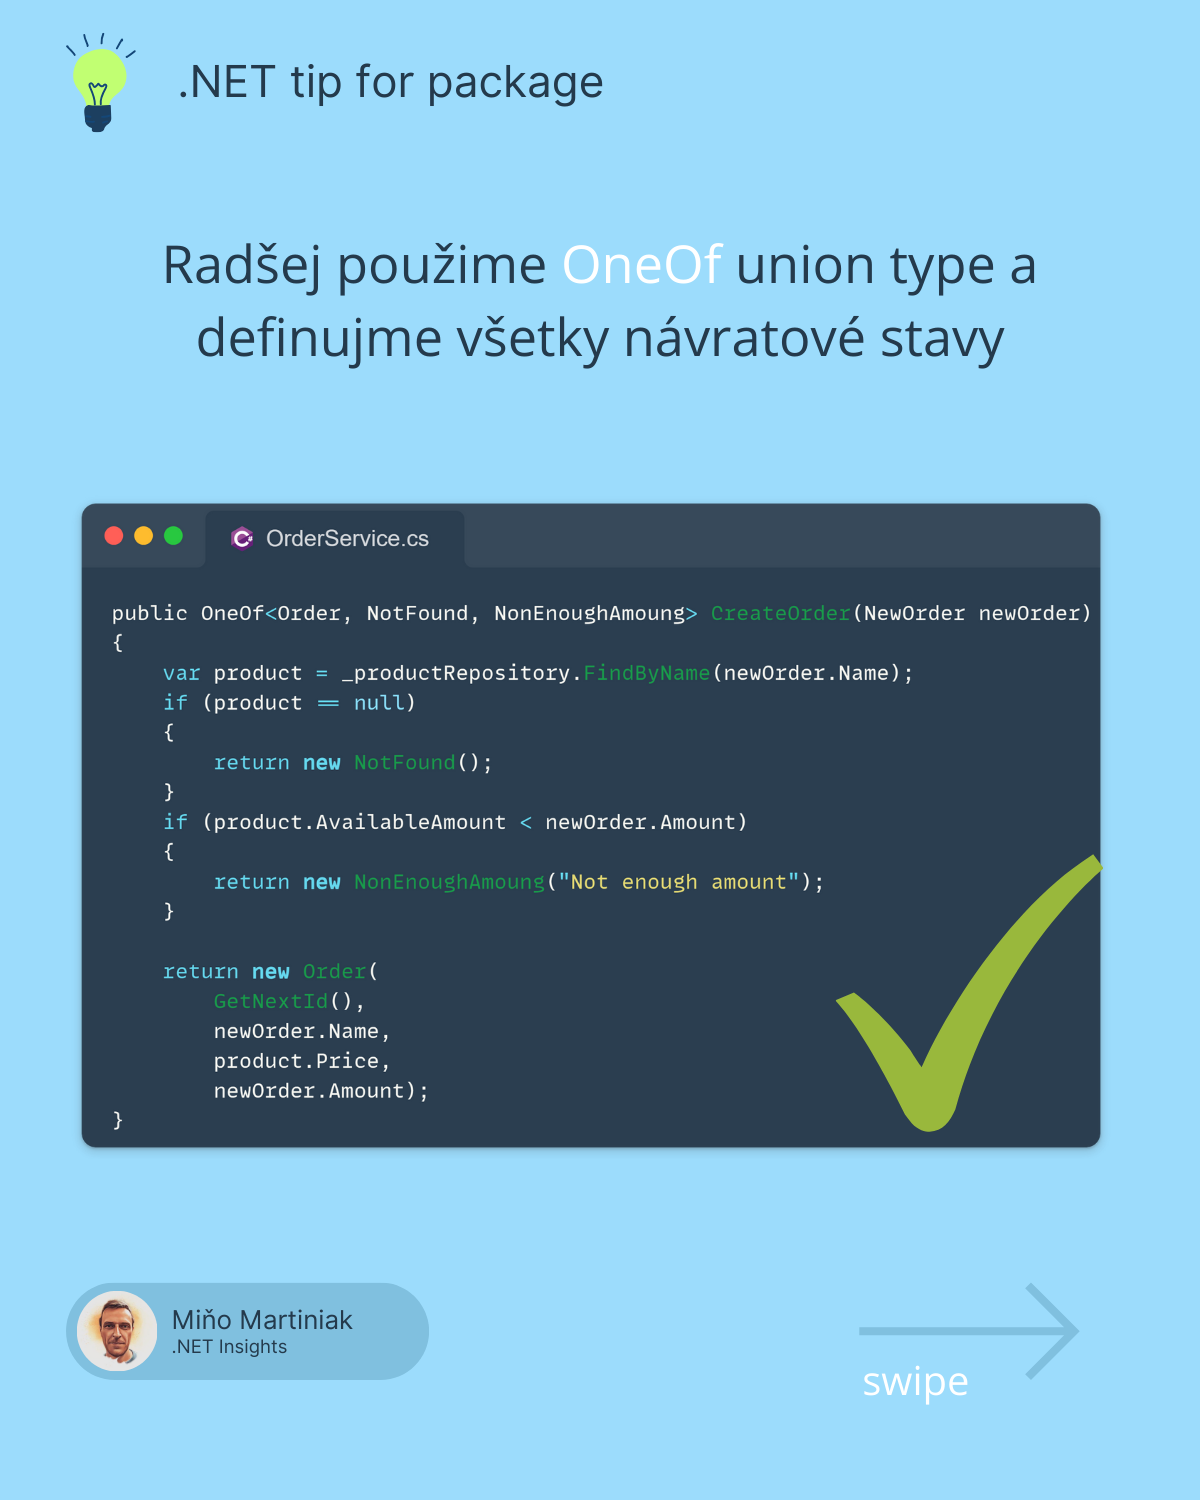 .NET tip for package
Radšej použime OneOf union type a
definujme všetky návratové stavy
OrderService.cs
public OneOf<Order, NotFound, NonEnoughAmoung> CreateOrder(NewOrder newOrder)
{
    var product = _productRepository.FindByName(newOrder.Name);
    if (product == null)
    {
        return new NotFound();
    }
    if (product.AvailableAmount < newOrder.Amount)
    {
        return new NonEnoughAmoung("Not enough amount");
    }
    return new Order(
        GetNextId(),
        newOrder.Name,
        product.Price,
        newOrder.Amount);
}
Miňo Martiniak
.NET Insights
swipe